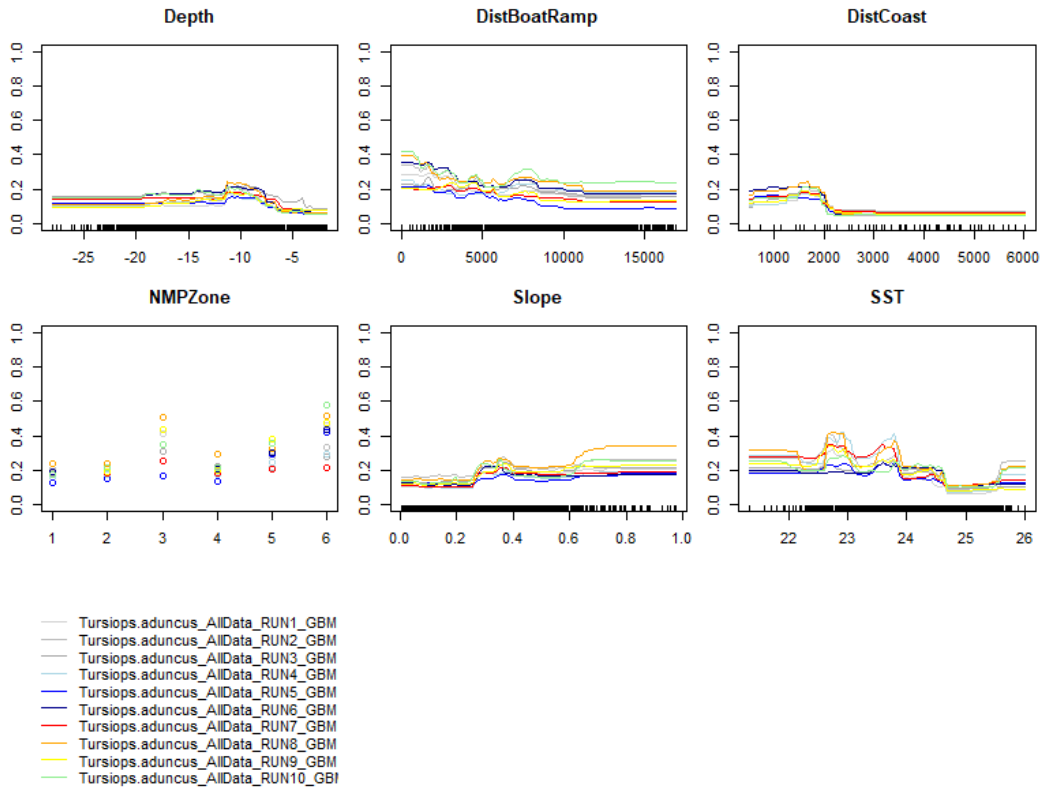 Depth
DistBoatRamp
DistCoast
1.0
0.8
0.6
0.4
0.2
0.0
-25 -20 -15 -10 -5
1.0
0.8
0.6
0.4
0.2
0.0
0 5000 10000 15000
1.0
0.8
0.6
0.4
0.2
0.0
1000 2000 3000 4000 5000 6000
NMPZone
Slope
SST
1.0
0.8
0.6
0.4
0.2
0.0
1 2 3 4 5 6
1.0
0.8
0.6
0.4
0.2
0.0
0.0 0.2 0.4 0.6 0.8 1.0
1.0
0.8
0.6
0.4
0.2
0.0
22 23 24 25 26
Tursiops.aduncus_AllData_RUN1_GBM
Tursiops.aduncus_AllData_RUN2_GBM
Tursiops.aduncus_AllData_RUN3_GBM
Tursiops.aduncus_AllData_RUN4_GBM
Tursiops.aduncus_AllData_RUN5_GBM
Tursiops.aduncus_AllData_RUN6_GBM
Tursiops.aduncus_AllData_RUN7_GBM
Tursiops.aduncus_AllData_RUN8_GBM
Tursiops.aduncus_AllData_RUN9_GBM
Tursiops.aduncus_AllData_RUN10_GB